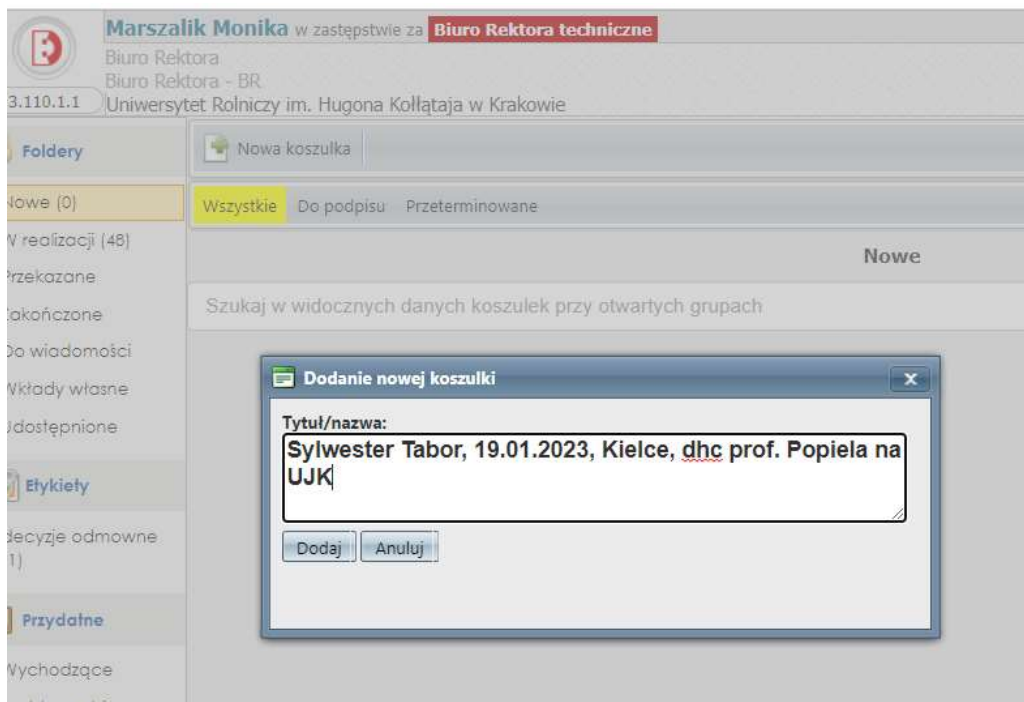 Marszalik Monika w zastępstwie za Biuro Rektora techniczne
Biuro Rektora
Biuro Rektora - BR
3.110.1.1 Uniwersytet Rolniczy im. Hugona Kołłątaja w Krakowie
Foldery
Nowa koszulka
Nowe (0)
Wszystkie Do podpisu Przeterminowane
W realizacji (48)
Nowe
Przekazane
Zakończone
Szukaj w widocznych danych koszulek przy otwartych grupach
Do wiadomości
Wkłady własne
Udostępnione
Dodanie nowej koszulki
x
Tytuł/nazwa:
Sylwester Tabor, 19.01.2023, Kielce, dhc prof. Popiela na
UJK
Dodaj Anuluj
Etykiety
decyzje odmowne
1)
Przydatne
Wychodzące